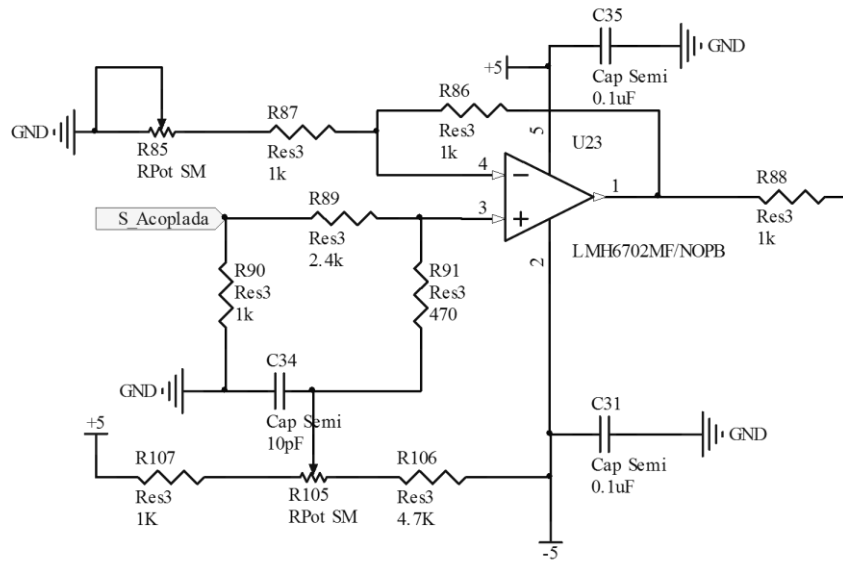 C35
GND
+5
Cap Semi
0.1uF
R86
R87
5
U23
GND
R85
Res3
Res3
RPot SM
1k
1k
4
1
R88
S_Acoplada
R89
3
Res3
1k
Res3
2.4k
2
LMH6702MF/NOPB
R90
R91
Res3
Res3
1k
470
C34
GND
Cap Semi
10pF
C31
GND
+5
Cap Semi
0.1uF
R107
R106
Res3
R105
Res3
1K
RPot SM
4.7K
-5